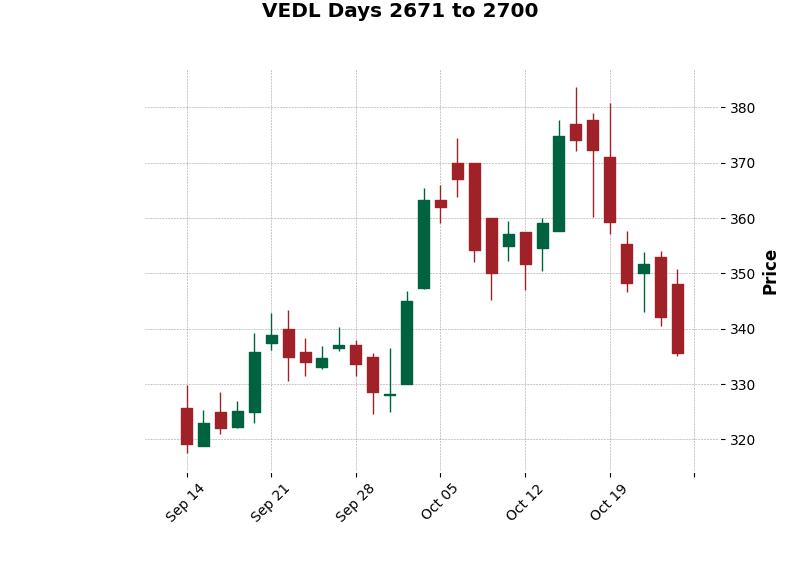 VEDL Days 2671 to 2700
380
370
360
350
340
330
320
Price
Sep 14
Sep 21
Sep 28
Oct 05
Oct 12
Oct 19